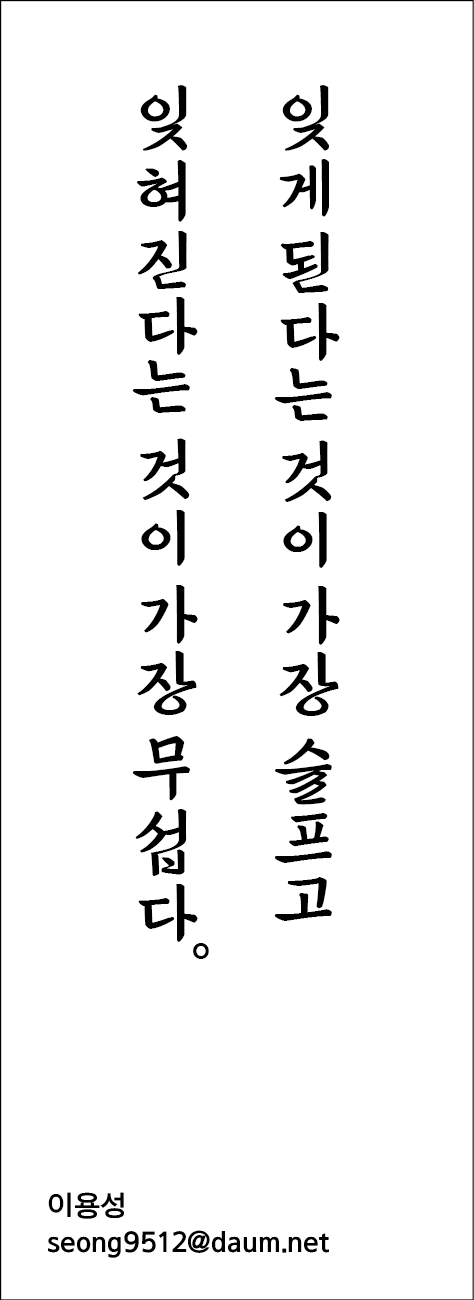 잊게 된다는 것이 가장 슬프고
잊혀진다는 것이 가장 무섭다。
이용성
seong9512@daum.net